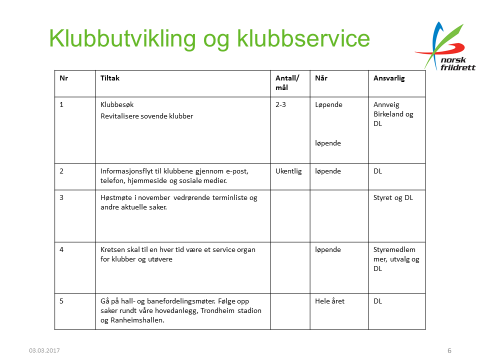 Klubbutvikling og klubbservice
norsk
friidrett
Nr Tiltak Antall/ Når Ansvarlig
mål
1 Klubbesøk 2-3 Løpende Annveig
Revitalisere sovende klubber Birkeland og
DL
løpende
2 Informasjonsflyt til klubbene gjennom e-post, Ukentlig løpende DL
telefon, hjemmeside og sosiale medier.
3 Høstmøte i november vedrørende terminliste og Styret og DL
andre aktuelle saker.
4 Kretsen skal til en hver tid være et service organ løpende Styremedlem
for klubber og utøvere mer, utvalg og
DL
5 Gå på hall- og banefordelingsmøter. Følge opp Hele året DL
saker rundt våre hovedanlegg, Trondheim stadion
og Ranheimshallen.
03.03.2017 6